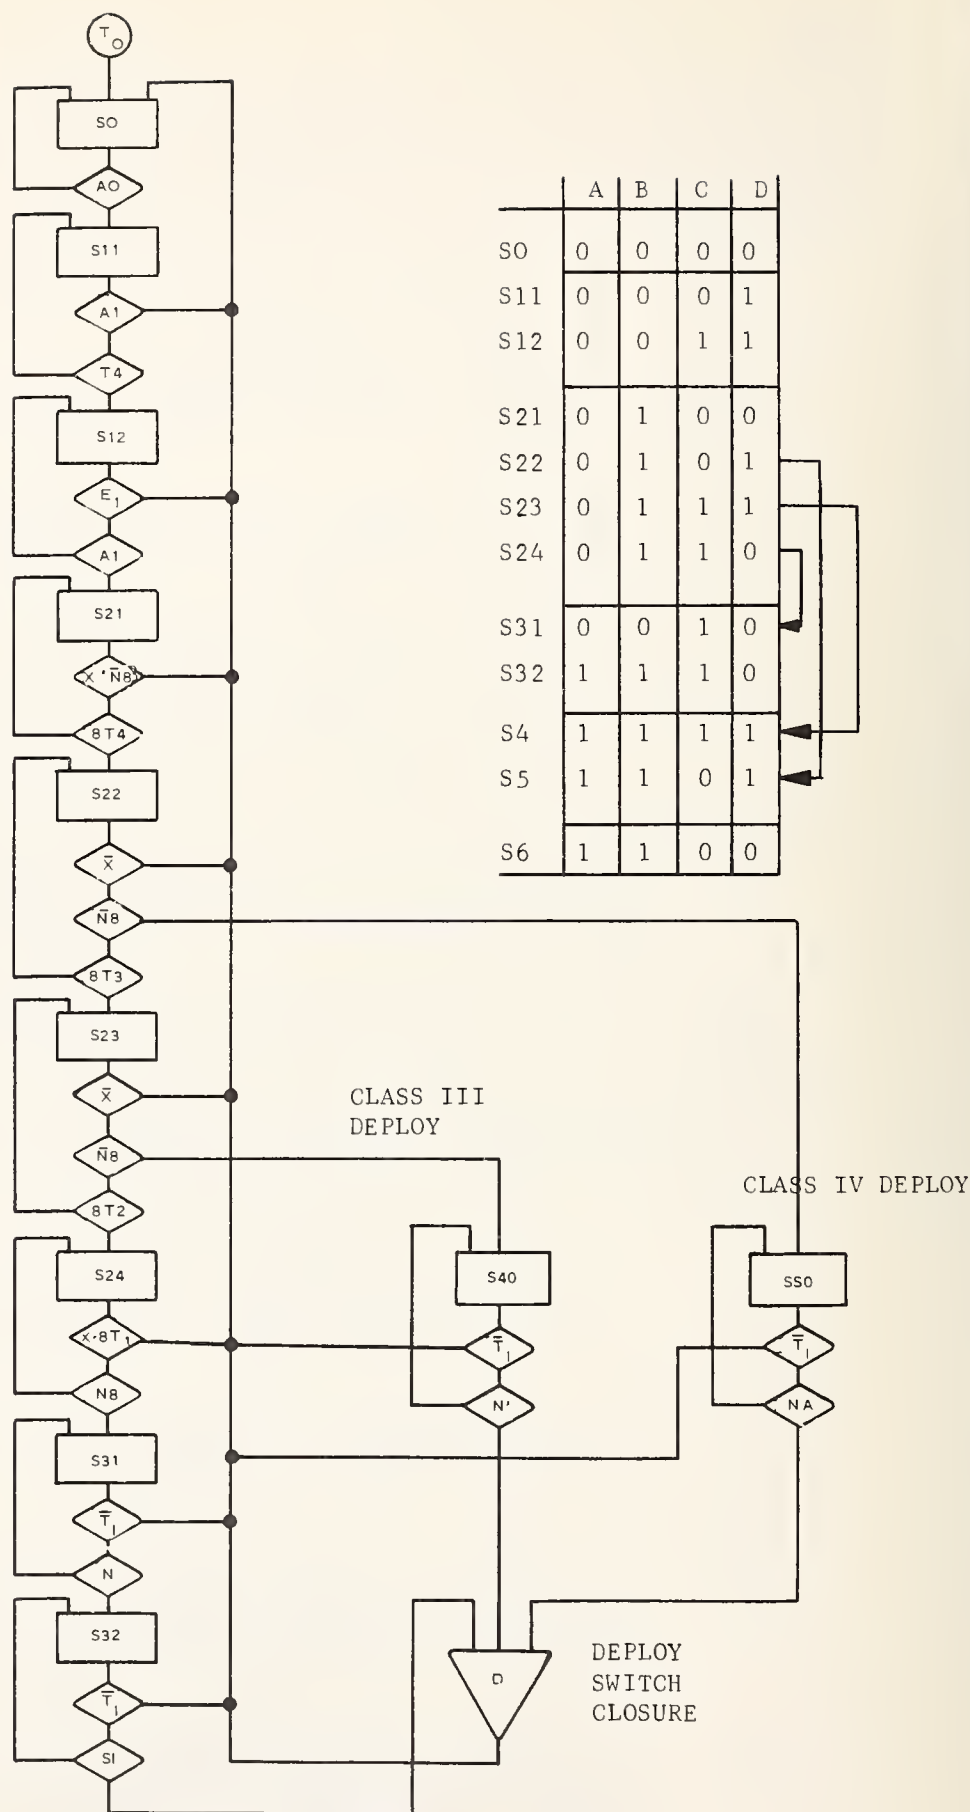 T₀
S0
A0
S11
A1
T4
S12
E₁
A1
S21
X·N̄8
8T4
S22
X̄
N̄8
8T3
S23
X̄
N̄8
8T2
S24
X·8T₁
N8
S31
T̄₁
N
S32
T̄₁
S1
A B C D
S0 0 0 0 0
S11 0 0 0 1
S12 0 0 1 1
S21 0 1 0 0
S22 0 1 0 1
S23 0 1 1 1
S24 0 1 1 0
S31 0 0 1 0
S32 1 1 1 0
S4 1 1 1 1
S5 1 1 0 1
S6 1 1 0 0
CLASS III
DEPLOY
S40
T̄₁
N'
CLASS IV DEPLOY
SS0
T̄₁
NA
D
DEPLOY
SWITCH
CLOSURE